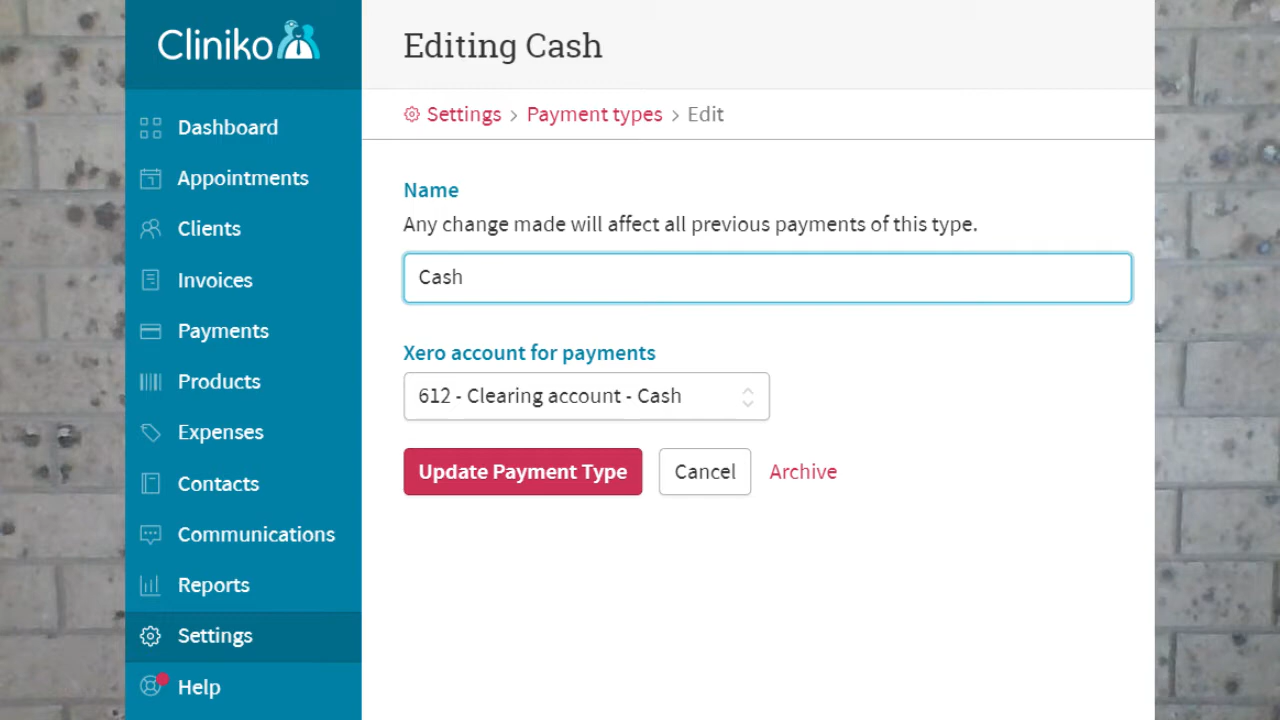 Cliniko
Editing Cash
Settings > Payment types > Edit
Dashboard
Appointments
Clients
Invoices
Payments
Products
Expenses
Contacts
Communications
Reports
Settings
Help
Name
Any change made will affect all previous payments of this type.
Cash
Xero account for payments
612 - Clearing account - Cash
Update Payment Type
Cancel
Archive